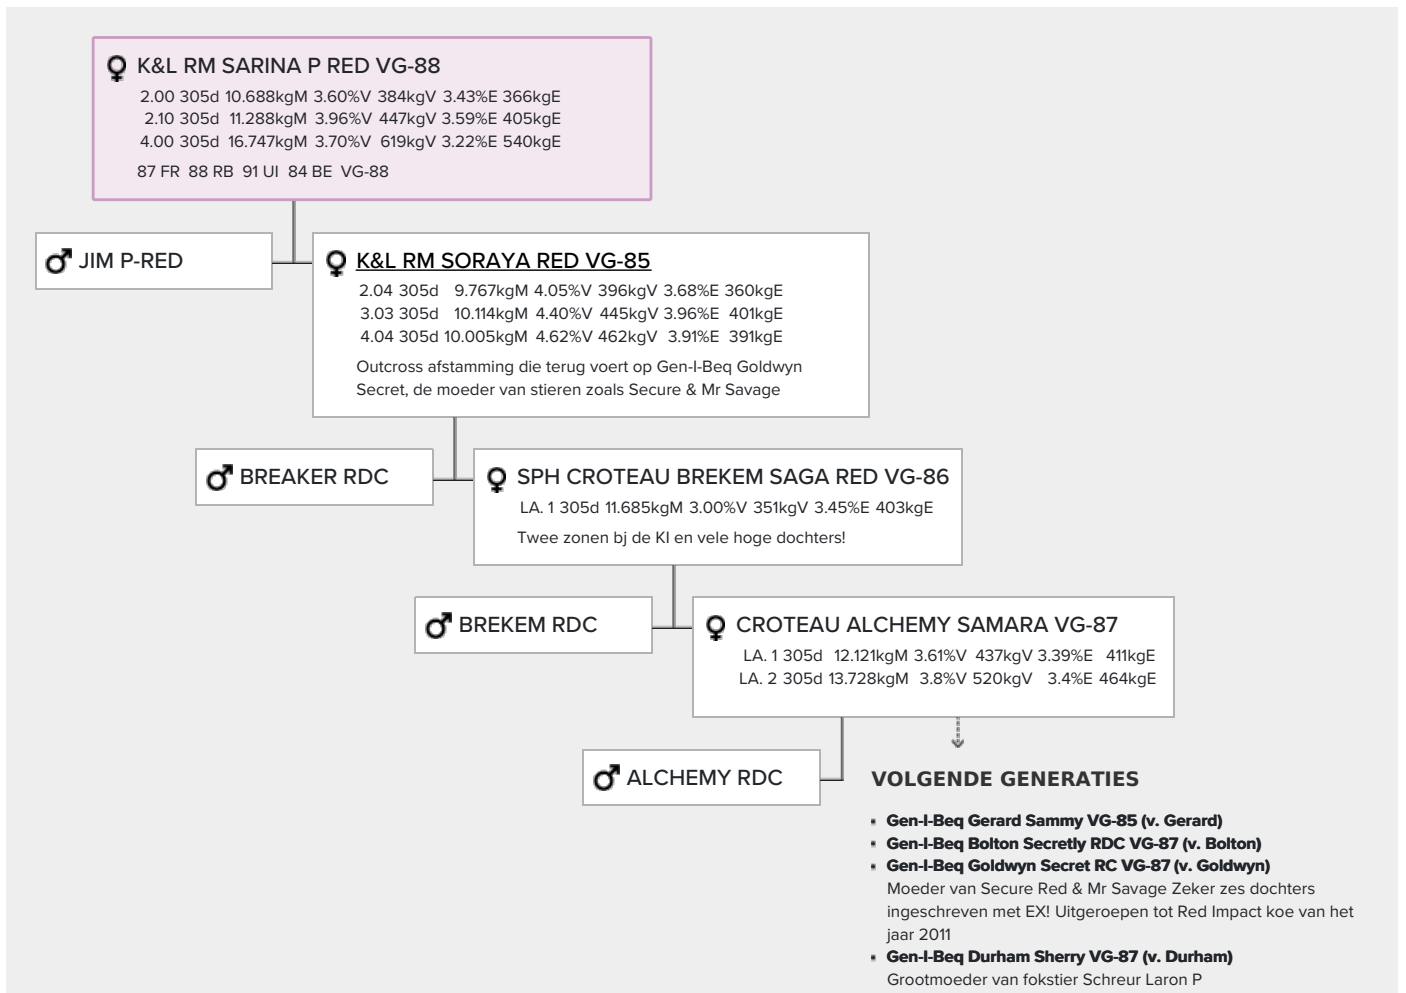 K&L RM SARINA P RED VG-88
2.00 305d 10.688kgM 3.60%V 384kgV 3.43%E 366kgE
2.10 305d 11.288kgM 3.96%V 447kgV 3.59%E 405kgE
4.00 305d 16.747kgM 3.70%V 619kgV 3.22%E 540kgE
87 FR 88 RB 91 UI 84 BE VG-88
JIM P-RED
K&L RM SORAYA RED VG-85
2.04 305d 9.767kgM 4.05%V 396kgV 3.68%E 360kgE
3.03 305d 10.114kgM 4.40%V 445kgV 3.96%E 401kgE
4.04 305d 10.005kgM 4.62%V 462kgV 3.91%E 391kgE
Outcross afstamming die terug voert op Gen-I-Beq Goldwyn
Secret, de moeder van stieren zoals Secure & Mr Savage
BREAKER RDC
SPH CROTEAU BREKEM SAGA RED VG-86
LA. 1 305d 11.685kgM 3.00%V 351kgV 3.45%E 403kgE
Twee zonen bj de KI en vele hoge dochters!
BREKEM RDC
CROTEAU ALCHEMY SAMARA VG-87
LA. 1 305d 12.121kgM 3.61%V 437kgV 3.39%E 411kgE
LA. 2 305d 13.728kgM 3.8%V 520kgV 3.4%E 464kgE
ALCHEMY RDC
VOLGENDE GENERATIES
Gen-I-Beq Gerard Sammy VG-85 (v. Gerard)
Gen-I-Beq Bolton Secretly RDC VG-87 (v. Bolton)
Gen-I-Beq Goldwyn Secret RC VG-87 (v. Goldwyn)
Moeder van Secure Red & Mr Savage Zeker zes dochters
ingeschreven met EX! Uitgeroepen tot Red Impact koe van het
jaar 2011
Gen-I-Beq Durham Sherry VG-87 (v. Durham)
Grootmoeder van fokstier Schreur Laron P